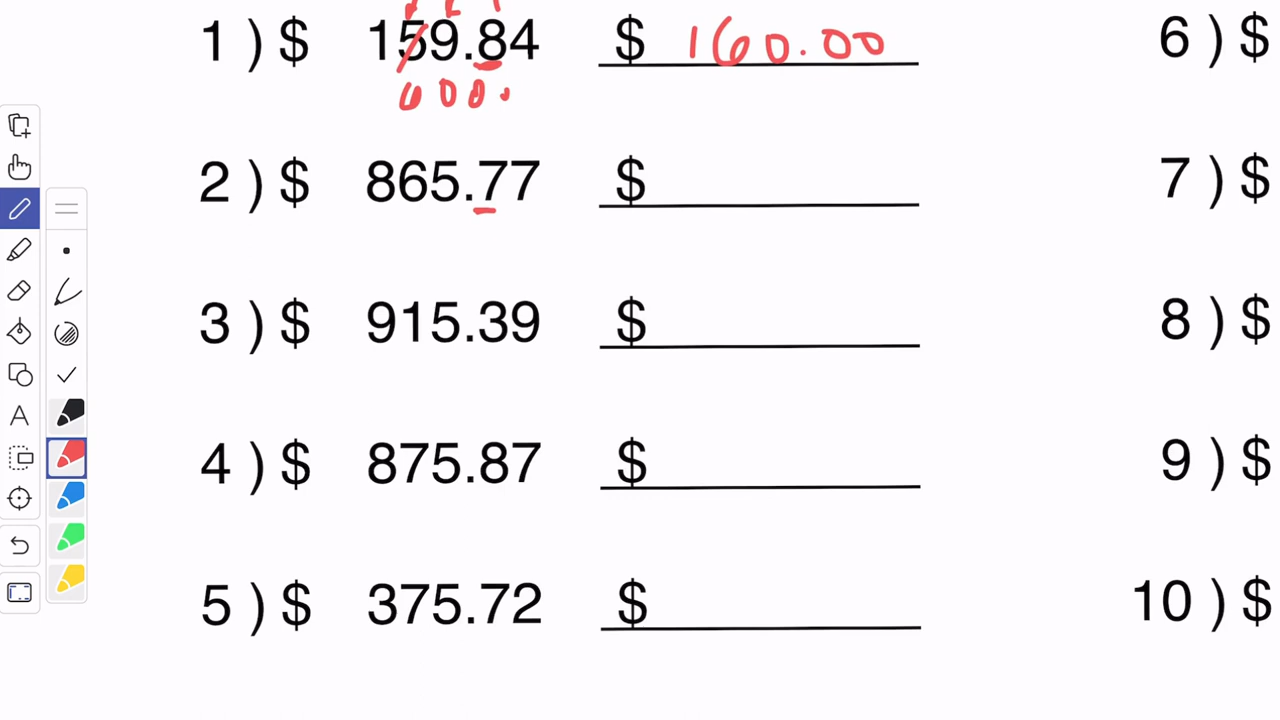 1 ) $ 159.84 $ 160.00 6 ) $
600.
2 ) $ 865.77 $ 7 ) $
3 ) $ 915.39 $ 8 ) $
4 ) $ 875.87 $ 9 ) $
5 ) $ 375.72 $ 10 ) $
A